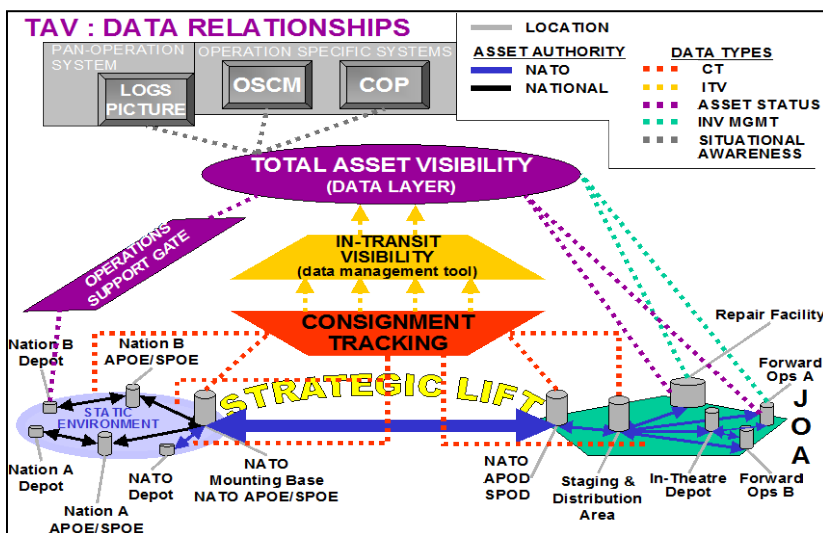 TAV : DATA RELATIONSHIPS
PAN-OPERATION
SYSTEM
OPERATION SPECIFIC SYSTEMS
LOGS
PICTURE
OSCM
COP
LOCATION
ASSET AUTHORITY
NATO
NATIONAL
DATA TYPES
CT
ITV
ASSET STATUS
INV MGMT
SITUATIONAL
AWARENESS
TOTAL ASSET VISIBILITY
(DATA LAYER)
OPERATIONS
SUPPORT GATE
IN-TRANSIT
VISIBILITY
(data management tool)
CONSIGNMENT
TRACKING
STRATEGIC LIFT
Nation B
Depot
Nation B
APOE/SPOE
STATIC
ENVIRONMENT
Nation A
Depot
Nation A
APOE/SPOE
NATO
Depot
NATO
Mounting Base
NATO APOE/SPOE
NATO
APOD
SPOD
Staging &
Distribution
Area
In-Theatre
Depot
Forward
Ops B
Repair Facility
Forward
Ops A
JOA